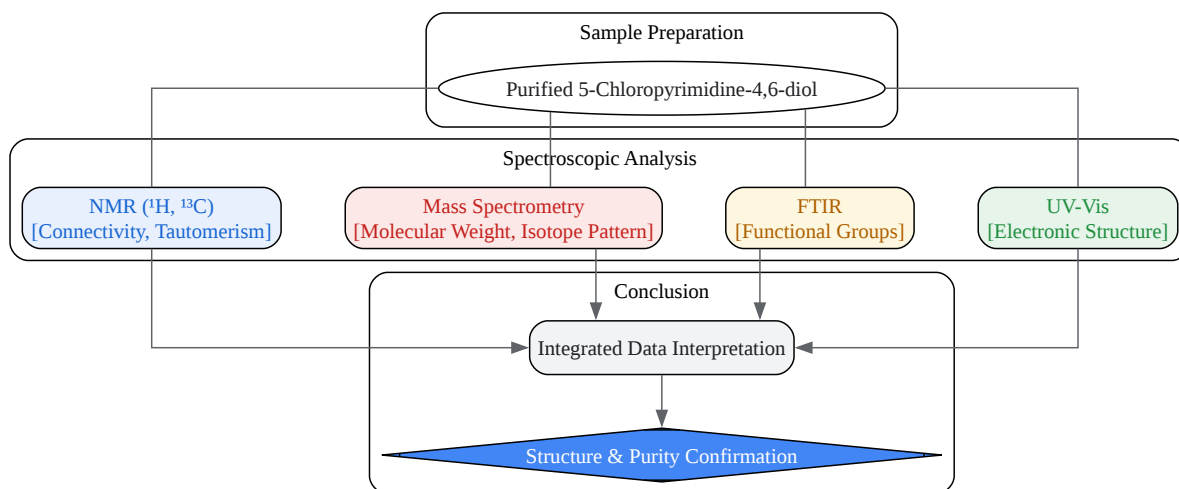 Sample Preparation
Purified 5-Chloropyrimidine-4,6-diol
Spectroscopic Analysis
NMR (¹H, ¹³C)
[Connectivity, Tautomerism]
Mass Spectrometry
[Molecular Weight, Isotope Pattern]
FTIR
[Functional Groups]
UV-Vis
[Electronic Structure]
Conclusion
Integrated Data Interpretation
Structure & Purity Confirmation